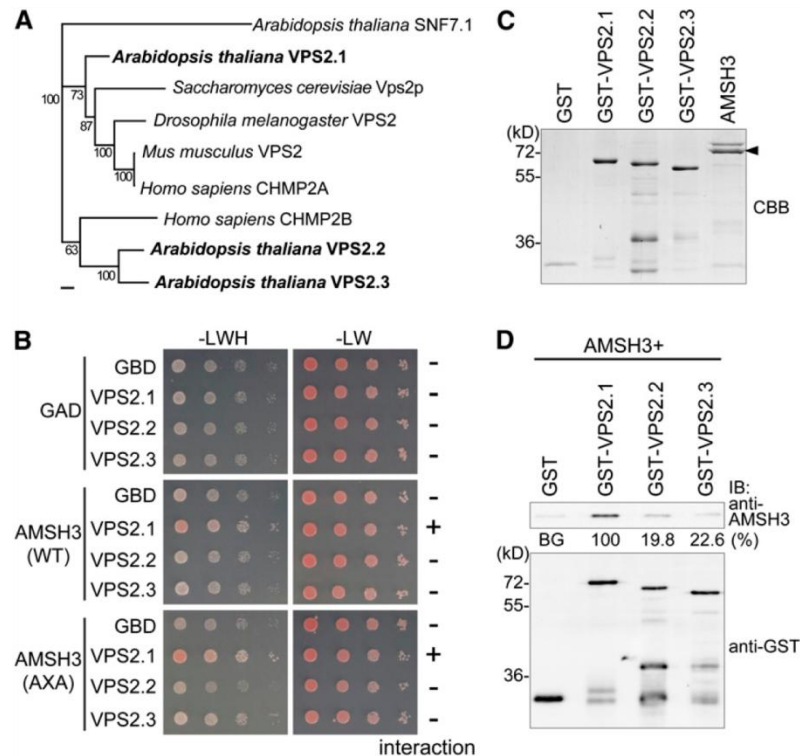 A
Arabidopsis thaliana SNF7.1
Arabidopsis thaliana VPS2.1
Saccharomyces cerevisiae Vps2p
Drosophila melanogaster VPS2
Mus musculus VPS2
Homo sapiens CHMP2A
Homo sapiens CHMP2B
Arabidopsis thaliana VPS2.2
Arabidopsis thaliana VPS2.3
100
73
87
100
100
63
100
B
-LWH -LW
GAD
GBD -
VPS2.1 -
VPS2.2 -
VPS2.3 -
AMSH3
(WT)
GBD -
VPS2.1 +
VPS2.2 -
VPS2.3 -
AMSH3
(AXA)
GBD -
VPS2.1 +
VPS2.2 -
VPS2.3 -
interaction
C
GST
GST-VPS2.1
GST-VPS2.2
GST-VPS2.3
AMSH3
(kD)
72-
55-
36-
CBB
D
AMSH3+
GST
GST-VPS2.1
GST-VPS2.2
GST-VPS2.3
IB:
anti-
AMSH3
BG 100 19.8 22.6 (%)
(kD)
72-
55-
36-
anti-GST